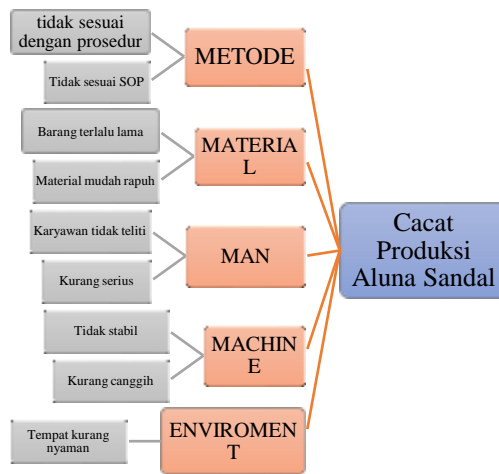 tidak sesuai
dengan prosedur
Tidak sesuai SOP
METODE
Barang terlalu lama
Material mudah rapuh
MATERIA
L
Karyawan tidak teliti
Kurang serius
MAN
Tidak stabil
Kurang canggih
MACHIN
E
Tempat kurang
nyaman
ENVIROMEN
T
Cacat
Produksi
Aluna Sandal